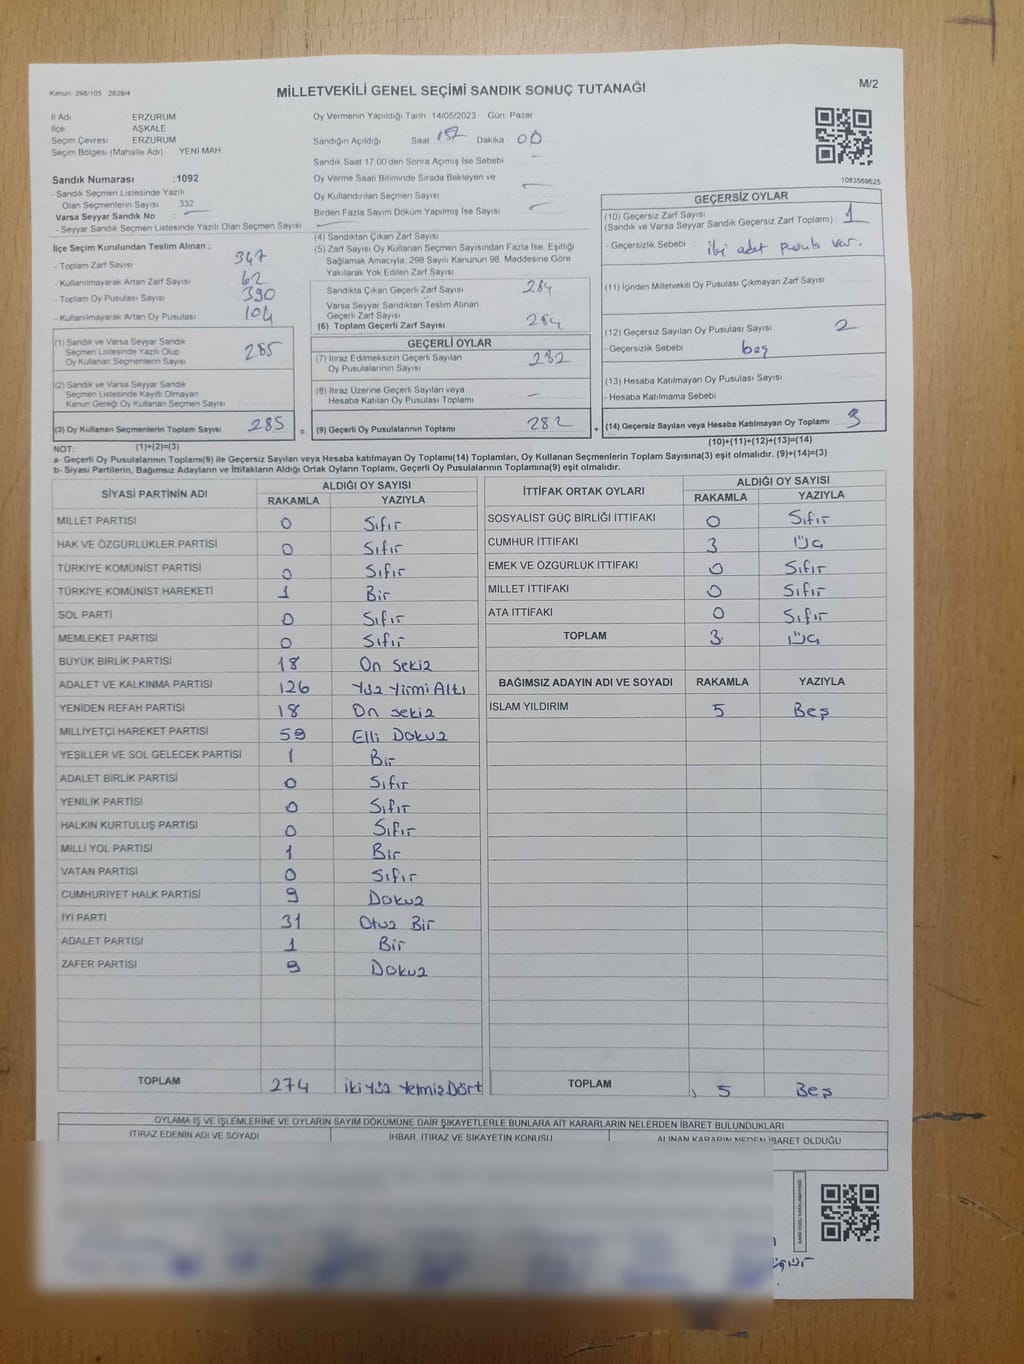 Kanun: 298/105 2839/4
MİLLETVEKİLİ GENEL SEÇİMİ SANDIK SONUÇ TUTANAĞI
M/2
İl Adı ERZURUM
İlçe AŞKALE
Seçim Çevresi ERZURUM
Seçim Bölgesi (Mahalle Adı) YENİ MAH
Oy Vermenin Yapıldığı Tarih 14/05/2023 Gün Pazar
Sandığın Açıldığı Saat Dakika 00
Sandık Saat 17.00'den Sonra Açımış İse Sebebi –
Oy Verme Saati Bitiminde Sırada Bekleyen ve
Oy Kullandırılan Seçmen Sayısı –
Birden Fazla Sayım Döküm Yapılmış İse Sayısı –
1083569625
Sandık Numarası :1092
- Sandık Seçmen Listesinde Yazılı
Olan Seçmenlerin Sayısı 332
Varsa Seyyar Sandık No : –
- Seyyar Sandık Seçmen Listesinde Yazılı Olan Seçmen Sayısı –
İlçe Seçim Kurulundan Teslim Alınan ;
- Toplam Zarf Sayısı 347
- Kullanılmayarak Artan Zarf Sayısı 62
- Toplam Oy Pusulası Sayısı 390
- Kullanılmayarak Artan Oy Pusulası 104
(1) Sandık ve Varsa Seyyar Sandık
Seçmen Listesinde Yazılı Olup
Oy Kullanan Seçmenlerin Sayısı 285
(2) Sandık ve Varsa Seyyar Sandık
Seçmen Listesinde Kayıtlı Olmayan
Kanun Gereği Oy Kullanan Seçmen Sayısı
(3) Oy Kullanan Seçmenlerin Toplam Sayısı 285 =
(1)+(2)=(3)
(4) Sandıktan Çıkan Zarf Sayısı
(5) Zarf Sayısı Oy Kullanan Seçmen Sayısından Fazla İse, Eşitliği
Sağlamak Amacıyla, 298 Sayılı Kanunun 98. Maddesine Göre
Yakılarak Yok Edilen Zarf Sayısı
Sandıkta Çıkan Geçerli Zarf Sayısı 284
Varsa Seyyar Sandıktan Teslim Alınan
Geçerli Zarf Sayısı
(6) Toplam Geçerli Zarf Sayısı 284
GEÇERLİ OYLAR
(7) İtiraz Edilmeksizin Geçerli Sayılan
Oy Pusulalarının Sayısı 282
(8) İtiraz Üzerine Geçerli Sayılan veya
Hesaba Katılan Oy Pusulası Toplamı –
(9) Geçerli Oy Pusulalarının Toplamı 282 +
GEÇERSİZ OYLAR
(10) Geçersiz Zarf Sayısı
(Sandık ve Varsa Seyyar Sandık Geçersiz Zarf Toplamı) 1
- Geçersizlik Sebebi : iki adet pusula var.
(11) İçinden Milletvekili Oy Pusulası Çıkmayan Zarf Sayısı
(12) Geçersiz Sayılan Oy Pusulası Sayısı 2
- Geçersizlik Sebebi : boş
(13) Hesaba Katılmayan Oy Pusulası Sayısı
- Hesaba Katılmama Sebebi
(14) Geçersiz Sayılan veya Hesaba Katılmayan Oy Toplamı 3
(10)+(11)+(12)+(13)=(14)
NOT:
a- Geçerli Oy Pusulalarının Toplamı(9) ile Geçersiz Sayılan veya Hesaba katılmayan Oy Toplamı(14) Toplamları, Oy Kullanan Seçmenlerin Toplam Sayısına(3) eşit olmalıdır. (9)+(14)=(3)
b- Siyasi Partilerin, Bağımsız Adayların ve İttifakların Aldığı Ortak Oyların Toplamı, Geçerli Oy Pusulalarının Toplamına(9) eşit olmalıdır.
SİYASİ PARTİNİN ADI ALDIĞI OY SAYISI
RAKAMLA YAZIYLA
MİLLET PARTİSİ 0 Sıfır
HAK VE ÖZGÜRLÜKLER PARTİSİ 0 Sıfır
TÜRKİYE KOMÜNİST PARTİSİ 0 Sıfır
TÜRKİYE KOMÜNİST HAREKETİ 1 Bir
SOL PARTİ 0 Sıfır
MEMLEKET PARTİSİ 0 Sıfır
BÜYÜK BİRLİK PARTİSİ 18 On Sekiz
ADALET VE KALKINMA PARTİSİ 126 Yüz Yirmi Altı
YENİDEN REFAH PARTİSİ 18 On sekiz
MİLLİYETÇİ HAREKET PARTİSİ 59 Elli Dokuz
YEŞİLLER VE SOL GELECEK PARTİSİ 1 Bir
ADALET BİRLİK PARTİSİ 0 Sıfır
YENİLİK PARTİSİ 0 Sıfır
HALKIN KURTULUŞ PARTİSİ 0 Sıfır
MİLLİ YOL PARTİSİ 1 Bir
VATAN PARTİSİ 0 Sıfır
CUMHURİYET HALK PARTİSİ 9 Dokuz
İYİ PARTİ 31 Otuz Bir
ADALET PARTİSİ 1 Bir
ZAFER PARTİSİ 9 Dokuz
TOPLAM 274 İki Yüz Yetmiş Dört
İTTİFAK ORTAK OYLARI ALDIĞI OY SAYISI
RAKAMLA YAZIYLA
SOSYALİST GÜÇ BİRLİĞİ İTTİFAKI 0 Sıfır
CUMHUR İTTİFAKI 3 Üç
EMEK VE ÖZGÜRLÜK İTTİFAKI 0 Sıfır
MİLLET İTTİFAKI 0 Sıfır
ATA İTTİFAKI 0 Sıfır
TOPLAM 3 Üç
BAĞIMSIZ ADAYIN ADI VE SOYADI RAKAMLA YAZIYLA
İSLAM YILDIRIM 5 Beş
TOPLAM 5 Beş
OYLAMA İŞ VE İŞLEMLERİNE VE OYLARIN SAYIM DÖKÜMÜNE DAİR ŞİKAYETLERLE BUNLARA AİT KARARLARIN NELERDEN İBARET BULUNDUKLARI
İTİRAZ EDENİN ADI VE SOYADI İHBAR, İTİRAZ VE ŞİKAYETİN KONUSU ALINAN KARARIN NEDEN İBARET OLDUĞU